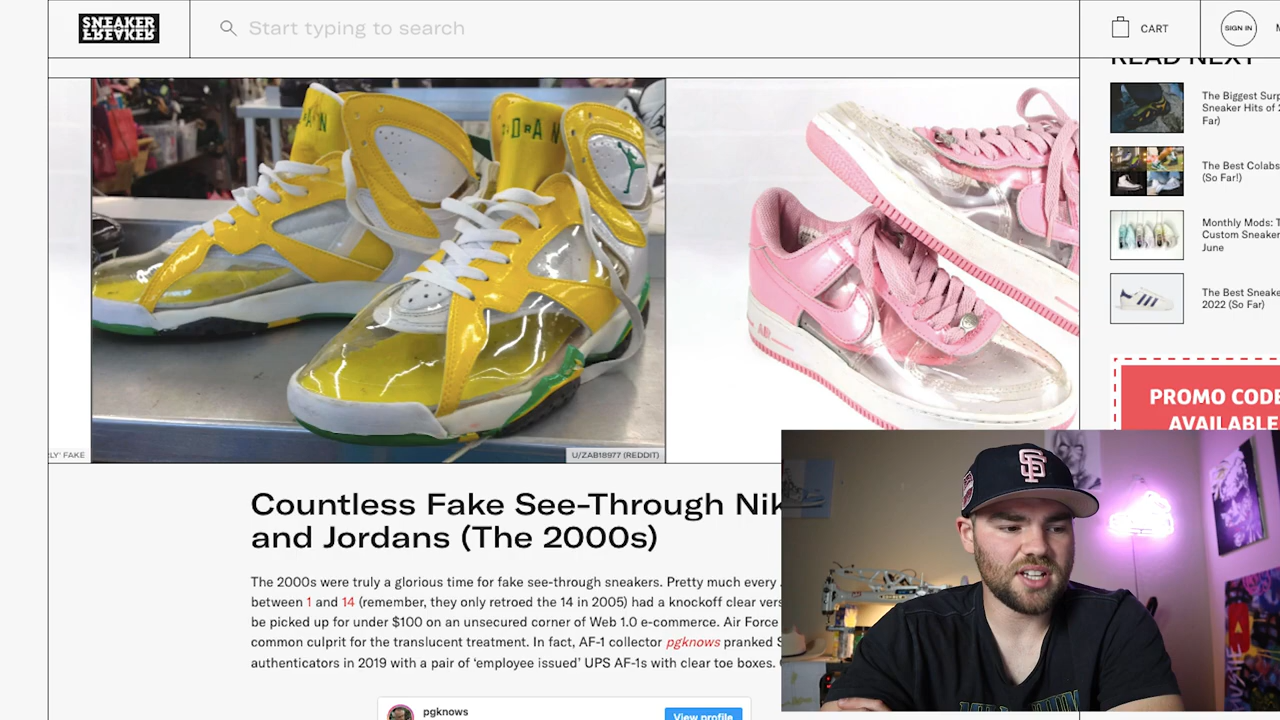 SNEAKER
FREAKER
Start typing to search
CART
SIGN IN
READ NEXT
The Biggest Sur
Sneaker Hits of
Far)
The Best Colabs
(So Far!)
Monthly Mods:
Custom Sneaker
June
The Best Sneake
2022 (So Far)
PROMO CODE
AVAILABLE
LY' FAKE
U/ZAB18977 (REDDIT)
AIR
SF
Countless Fake See-Through Nik
and Jordans (The 2000s)
The 2000s were truly a glorious time for fake see-through sneakers. Pretty much every
between 1 and 14 (remember, they only retroed the 14 in 2005) had a knockoff clear vers
be picked up for under $100 on an unsecured corner of Web 1.0 e-commerce. Air Force
common culprit for the translucent treatment. In fact, AF-1 collector pgknows pranked S
authenticators in 2019 with a pair of ‘employee issued’ UPS AF-1s with clear toe boxes.
pgknows
View profile